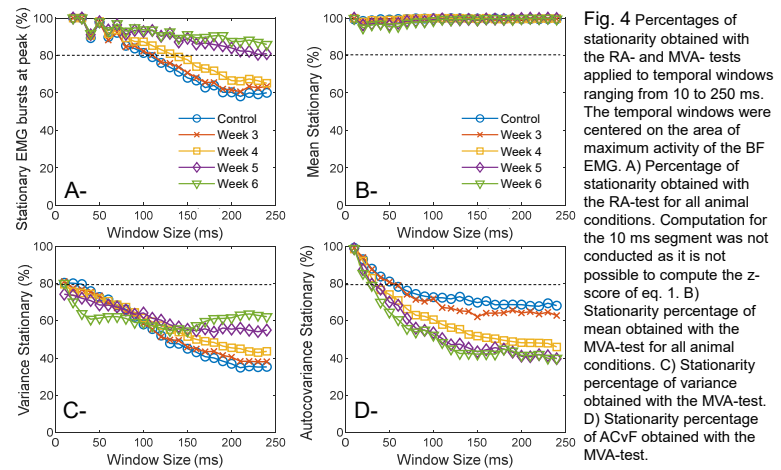 Stationary EMG bursts at peak (%)
100
80
60
40
20
0
0 50 100 150 200 250
Window Size (ms)
A-
Control
Week 3
Week 4
Week 5
Week 6
Mean Stationary (%)
100
80
60
40
20
0
0 50 100 150 200 250
Window Size (ms)
B-
Control
Week 3
Week 4
Week 5
Week 6
Variance Stationary (%)
100
80
60
40
20
0
0 50 100 150 200 250
Window Size (ms)
C-
Autocovariance Stationary (%)
100
80
60
40
20
0
0 50 100 150 200 250
Window Size (ms)
D-
Fig. 4 Percentages of
stationarity obtained with
the RA- and MVA- tests
applied to temporal windows
ranging from 10 to 250 ms.
The temporal windows were
centered on the area of
maximum activity of the BF
EMG. A) Percentage of
stationarity obtained with
the RA-test for all animal
conditions. Computation for
the 10 ms segment was not
conducted as it is not
possible to compute the z-
score of eq. 1. B)
Stationarity percentage of
mean obtained with the
MVA-test for all animal
conditions. C) Stationarity
percentage of variance
obtained with the MVA-test.
D) Stationarity percentage
of ACvF obtained with the
MVA-test.